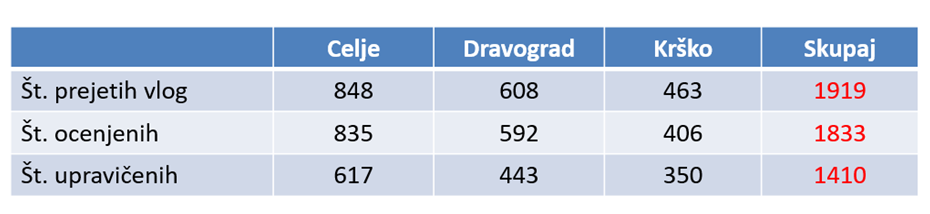 Celje Dravograd Krško Skupaj
Št. prejetih vlog 848 608 463 1919
Št. ocenjenih 835 592 406 1833
Št. upravičenih 617 443 350 1410